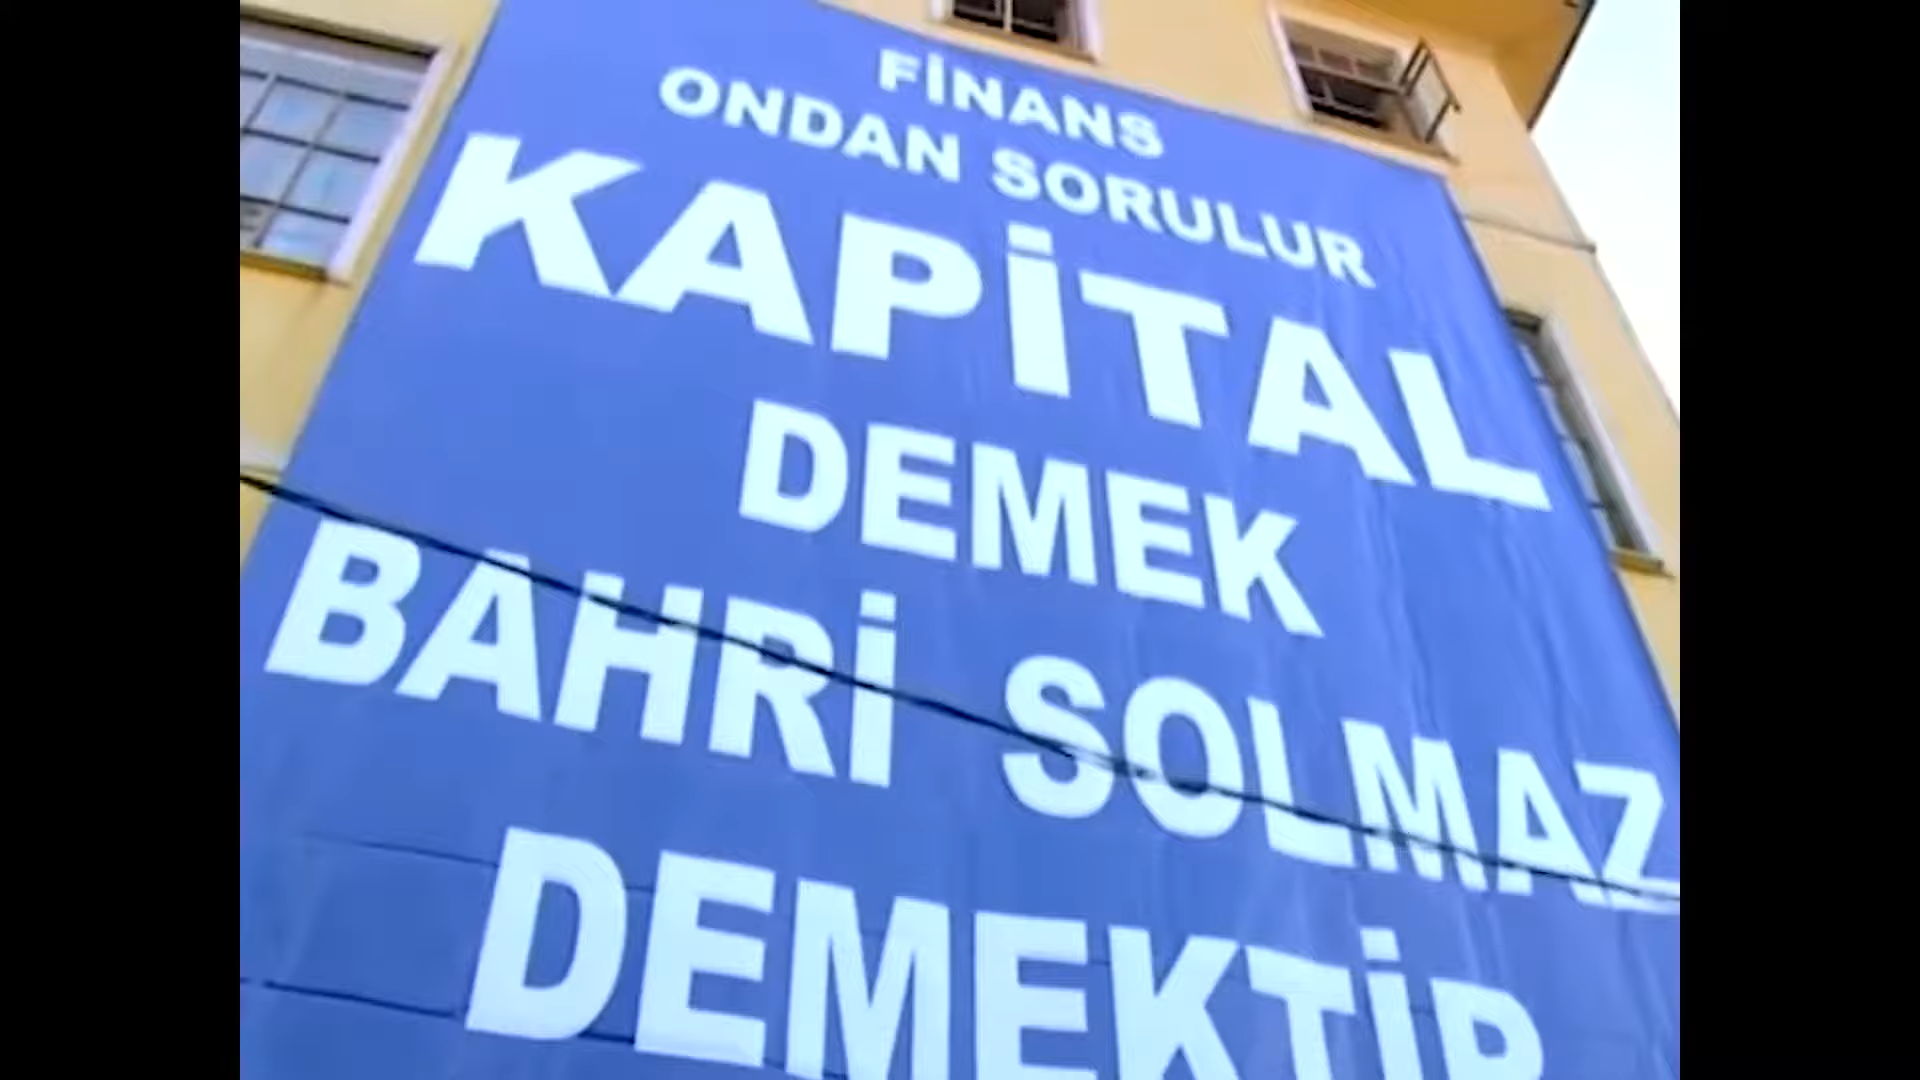 FİNANS
ONDAN SORULUR
KAPİTAL
DEMEK
BAHRİ SOLMAZ
DEMEKTİR